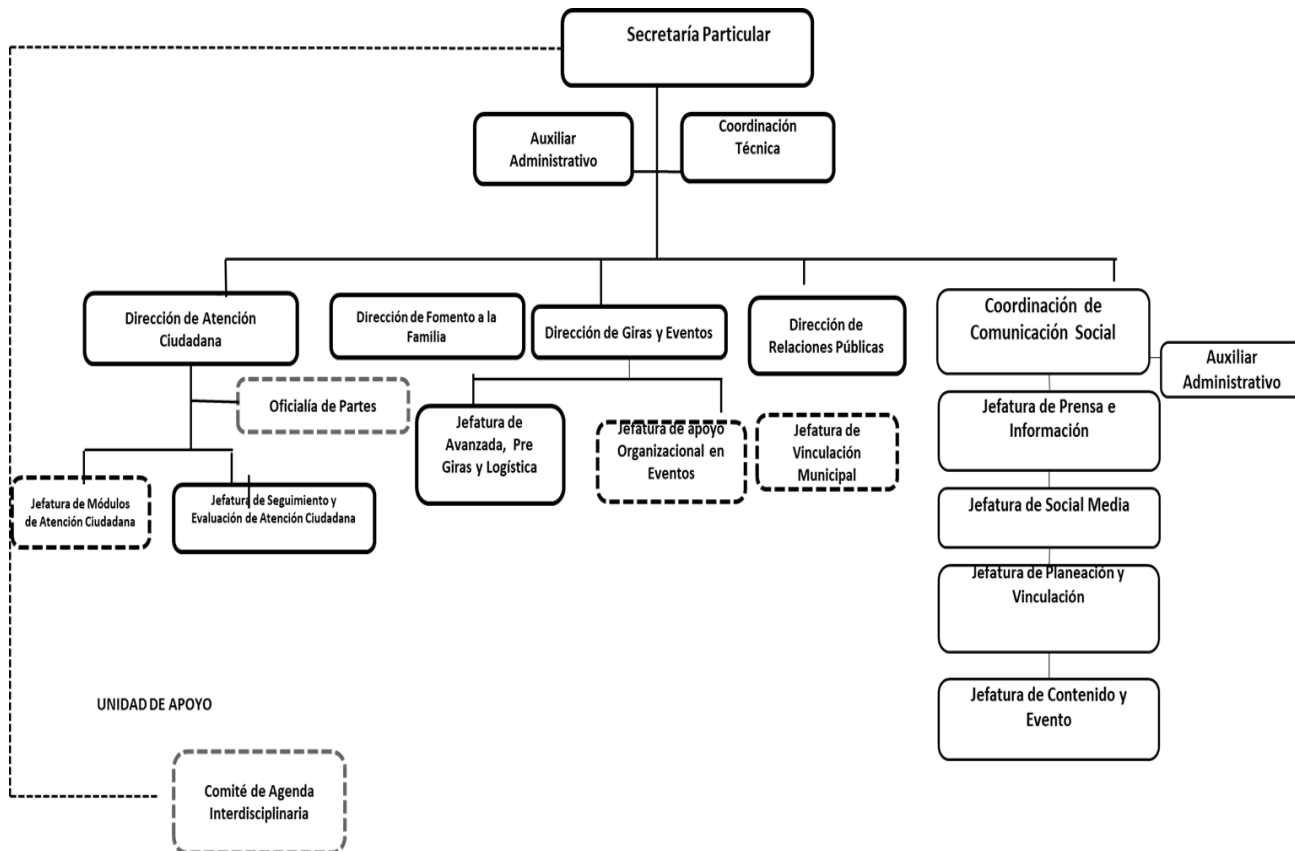 Secretaría Particular
Auxiliar
Administrativo
Coordinación
Técnica
Dirección de Atención
Ciudadana
Dirección de Fomento a la
Familia
Dirección de Giras y Eventos
Dirección de
Relaciones Públicas
Coordinación de
Comunicación Social
Auxiliar
Administrativo
Oficialía de Partes
Jefatura de
Avanzada, Pre
Giras y Logística
Jefatura de apoyo
Organizacional en
Eventos
Jefatura de
Vinculación
Municipal
Jefatura de Prensa e
Información
Jefatura de Módulos
de Atención Ciudadana
Jefatura de Seguimiento y
Evaluación de Atención Ciudadana
Jefatura de Social Media
Jefatura de Planeación y
Vinculación
Jefatura de Contenido y
Evento
UNIDAD DE APOYO
Comité de Agenda
Interdisciplinaria